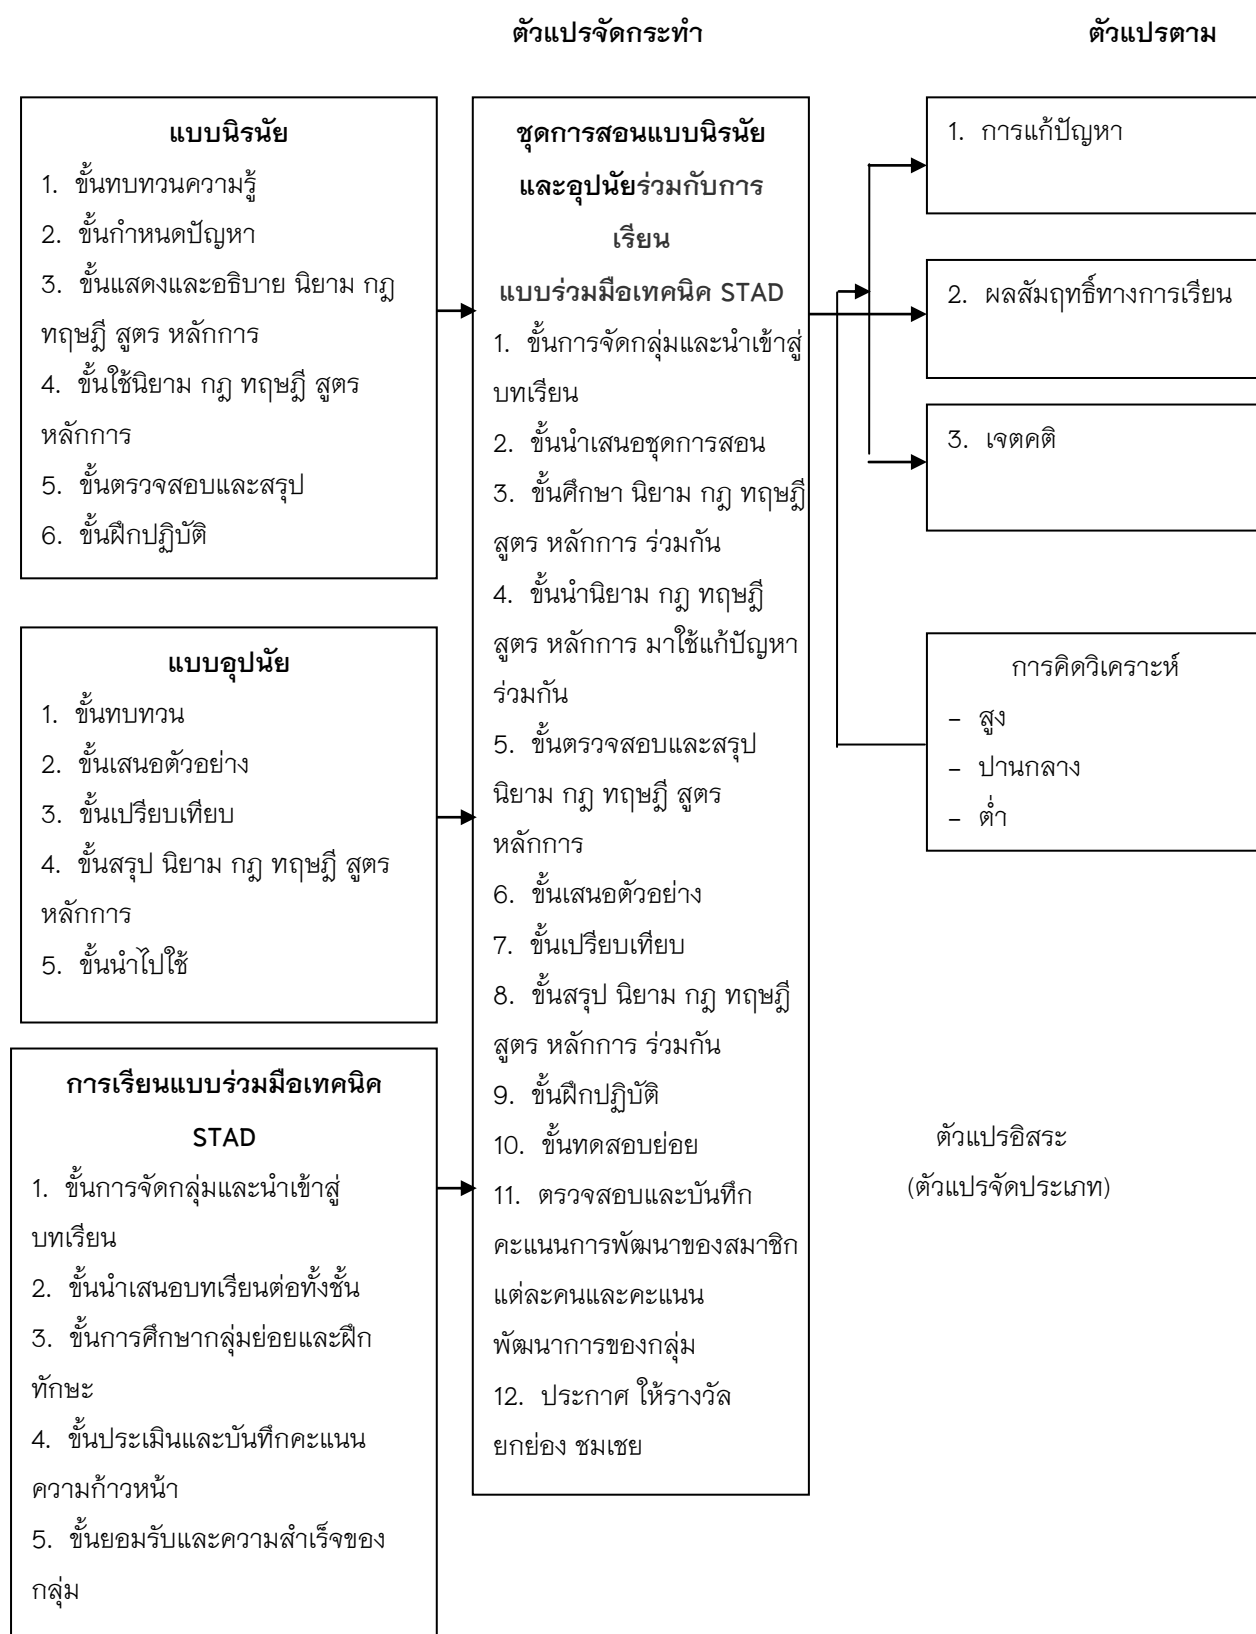 ตัวแปรจัดกระทำ
ตัวแปรตาม
แบบนิรนัย
1. ขั้นทบทวนความรู้
2. ขั้นกำหนดปัญหา
3. ขั้นแสดงและอธิบาย นิยาม กฎ
ทฤษฎี สูตร หลักการ
4. ขั้นใช้นิยาม กฎ ทฤษฎี สูตร
หลักการ
5. ขั้นตรวจสอบและสรุป
6. ขั้นฝึกปฏิบัติ
แบบอุปนัย
1. ขั้นทบทวน
2. ขั้นเสนอตัวอย่าง
3. ขั้นเปรียบเทียบ
4. ขั้นสรุป นิยาม กฎ ทฤษฎี สูตร
หลักการ
5. ขั้นนำไปใช้
การเรียนแบบร่วมมือเทคนิค
STAD
1. ขั้นการจัดกลุ่มและนำเข้าสู่
บทเรียน
2. ขั้นนำเสนอบทเรียนต่อทั้งชั้น
3. ขั้นการศึกษากลุ่มย่อยและฝึก
ทักษะ
4. ขั้นประเมินและบันทึกคะแนน
ความก้าวหน้า
5. ขั้นยอมรับและความสำเร็จของ
กลุ่ม
ชุดการสอนแบบนิรนัย
และอุปนัยร่วมกับการ
เรียน
แบบร่วมมือเทคนิค STAD
1. ขั้นการจัดกลุ่มและนำเข้าสู่
บทเรียน
2. ขั้นนำเสนอชุดการสอน
3. ขั้นศึกษา นิยาม กฎ ทฤษฎี
สูตร หลักการ ร่วมกัน
4. ขั้นนำนิยาม กฎ ทฤษฎี
สูตร หลักการ มาใช้แก้ปัญหา
ร่วมกัน
5. ขั้นตรวจสอบและสรุป
นิยาม กฎ ทฤษฎี สูตร
หลักการ
6. ขั้นเสนอตัวอย่าง
7. ขั้นเปรียบเทียบ
8. ขั้นสรุป นิยาม กฎ ทฤษฎี
สูตร หลักการ ร่วมกัน
9. ขั้นฝึกปฏิบัติ
10. ขั้นทดสอบย่อย
11. ตรวจสอบและบันทึก
คะแนนการพัฒนาของสมาชิก
แต่ละคนและคะแนน
พัฒนาการของกลุ่ม
12. ประกาศ ให้รางวัล
ยกย่อง ชมเชย
1. การแก้ปัญหา
2. ผลสัมฤทธิ์ทางการเรียน
3. เจตคติ
การคิดวิเคราะห์
– สูง
– ปานกลาง
– ต่ำ
ตัวแปรอิสระ
(ตัวแปรจัดประเภท)